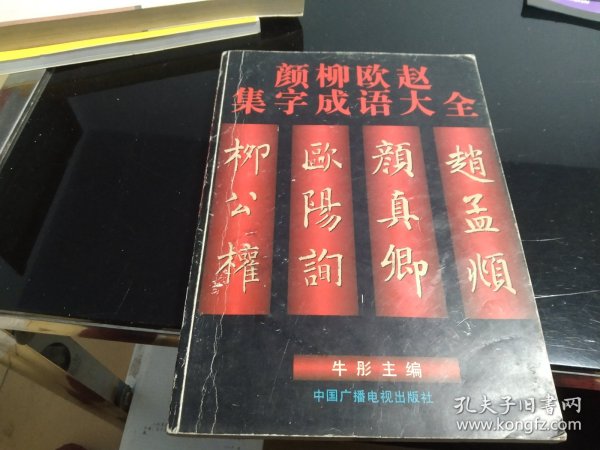 颜柳欧赵
集字成语大全
柳公權
歐陽詢
顔真卿
趙孟頫
牛彤主编
中国广播电视出版社
孔夫子旧书网
www.kongfz.com